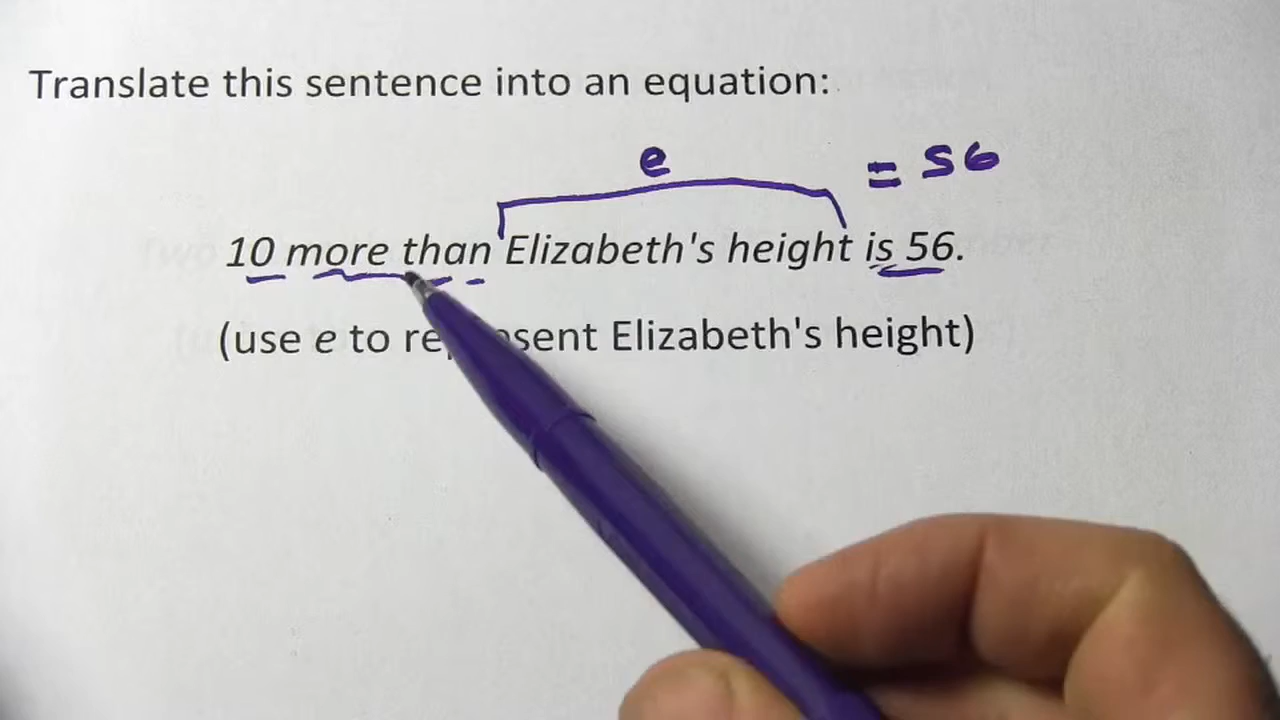 Translate this sentence into an equation:
e = 56
10 more than Elizabeth's height is 56.
(use e to represent Elizabeth's height)